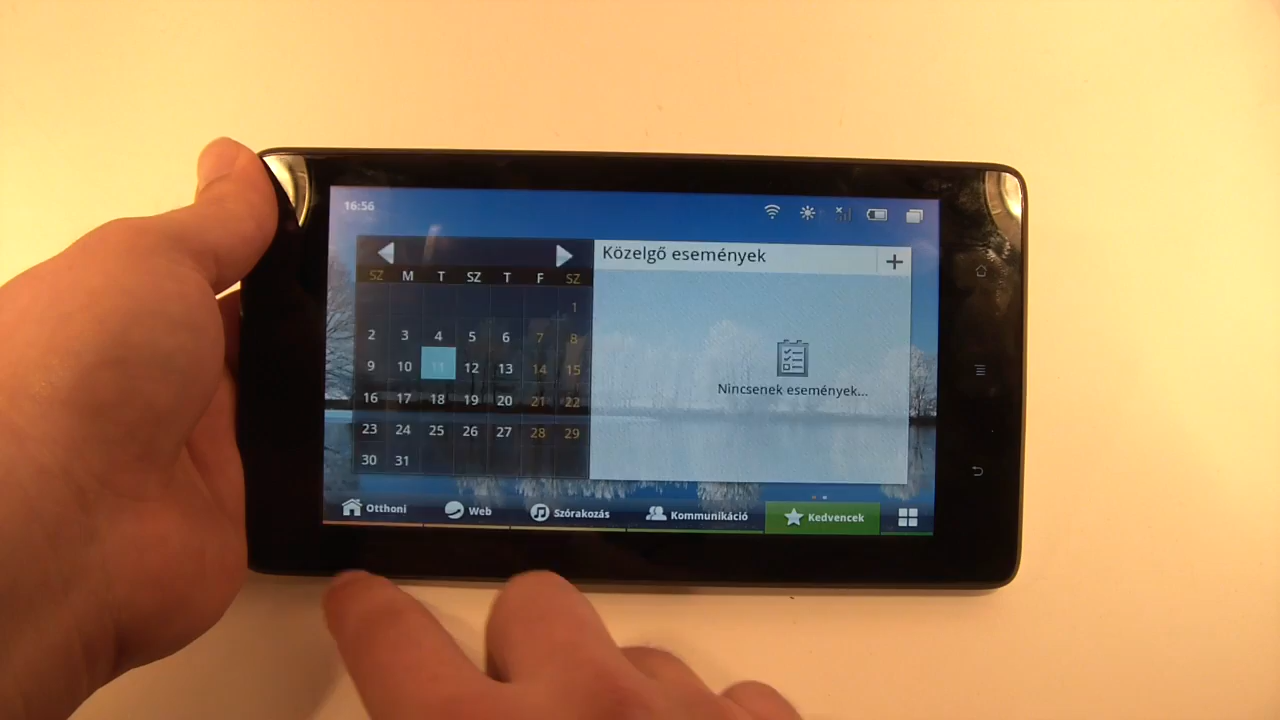 16:56
Közelgő események
SZ M T SZ T F SZ
1
2 3 4 5 6 7 8
9 10 11 12 13 14 15
16 17 18 19 20 21 22
23 24 25 26 27 28 29
30 31
Nincsenek események...
Otthoni Web Szórakozás Kommunikáció Kedvencek